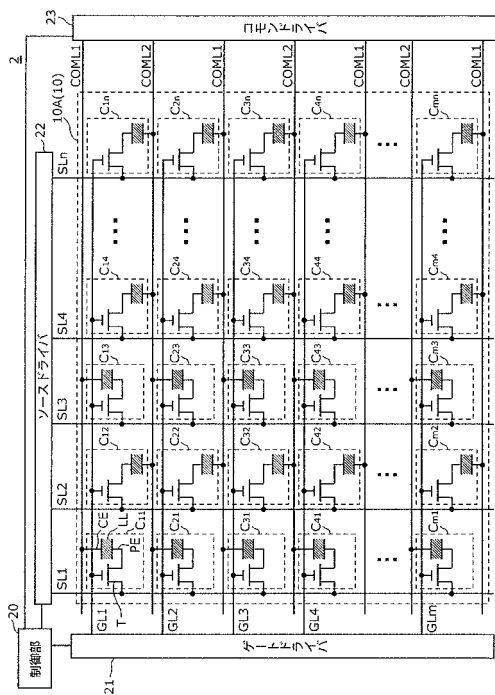 2
20
制御部
22
ソースドライバ
23
コモンドライバ
21
ゲートドライバ
10A(10)
SL1
SL2
SL3
SL4
SLn
COML1
COML2
COML1
COML2
COML1
COML2
COML1
GL1
GL2
GL3
GL4
GLm
CE
LL
PE
T
C11
C12
C13
C14
C1n
C21
C22
C23
C24
C2n
C31
C32
C33
C34
C3n
C41
C42
C43
C44
C4n
Cm1
Cm2
Cm3
Cm4
Cmn